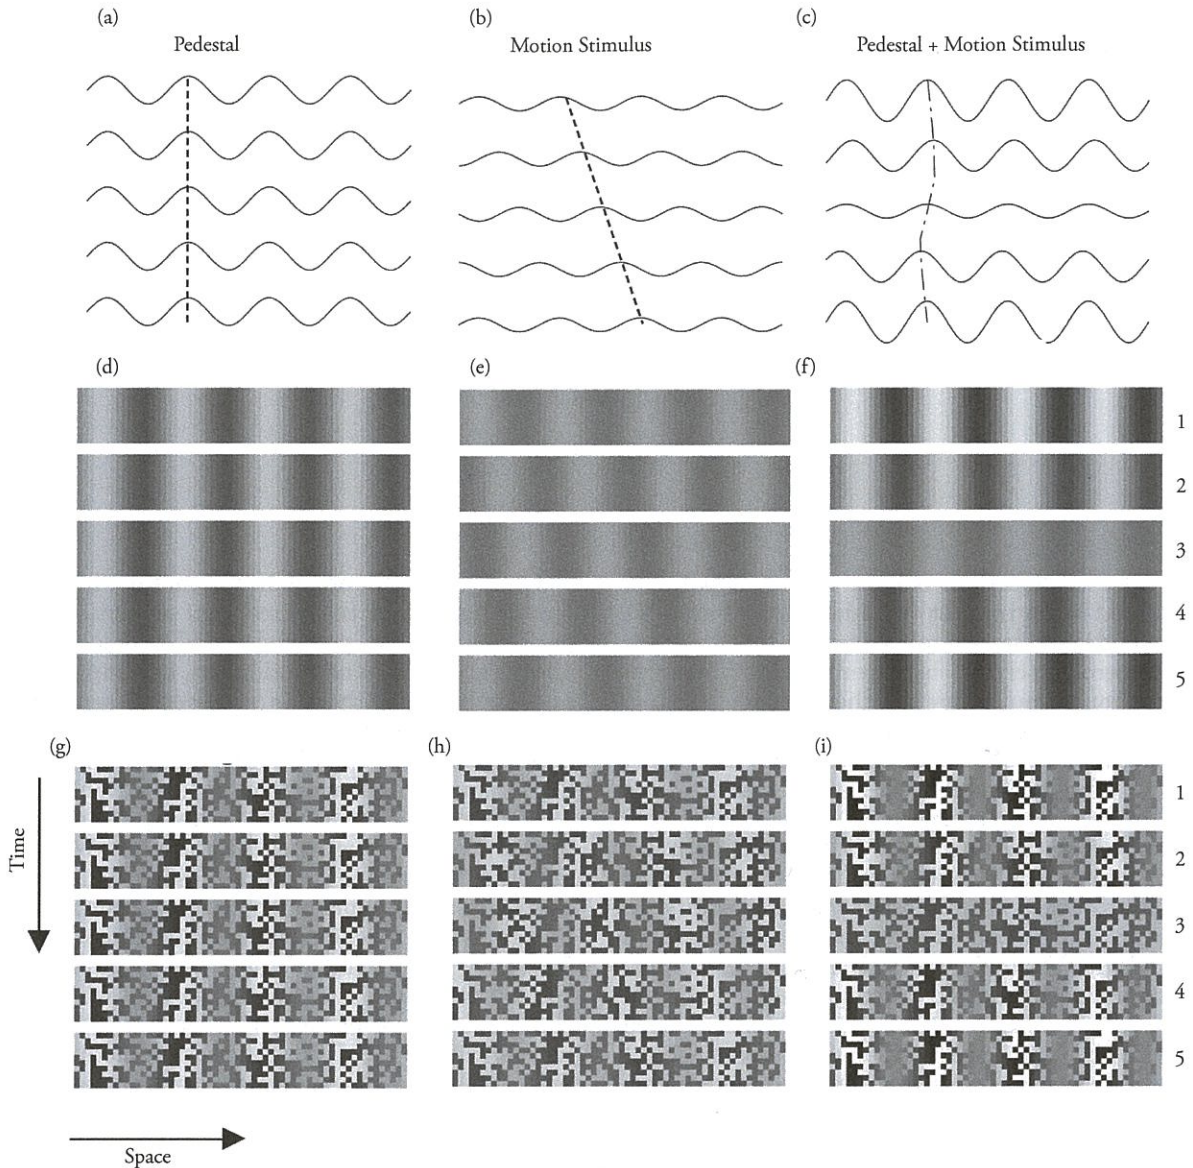 (a)
Pedestal
(b)
Motion Stimulus
(c)
Pedestal + Motion Stimulus
(d)
(e)
(f)
1
2
3
4
5
(g)
(h)
(i)
1
2
3
4
5
Time
Space